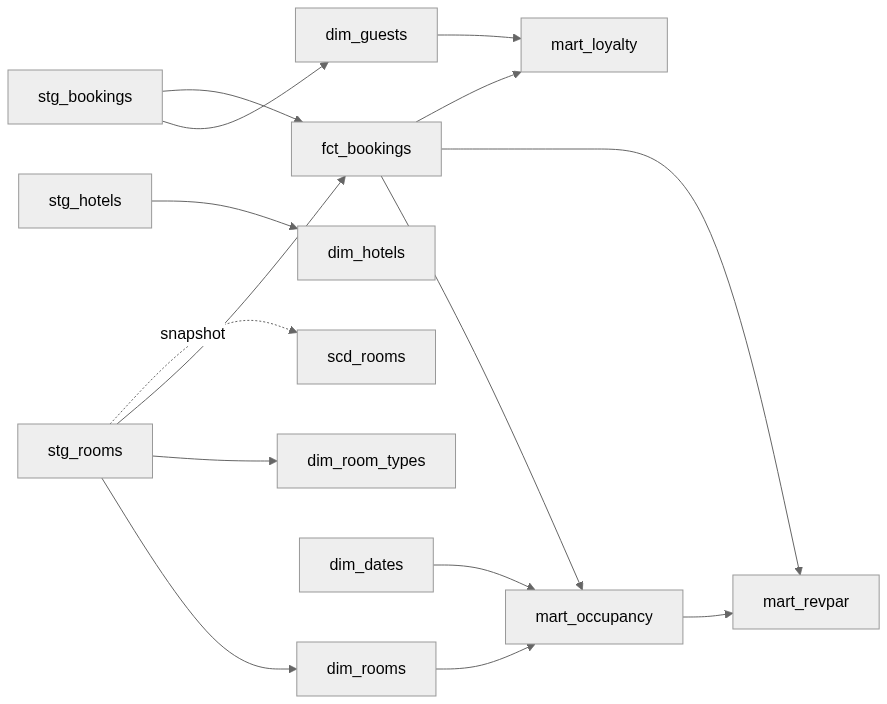 dim_guests
mart_loyalty
stg_bookings
fct_bookings
stg_hotels
dim_hotels
snapshot
scd_rooms
stg_rooms
dim_room_types
dim_dates
mart_occupancy
mart_revpar
dim_rooms